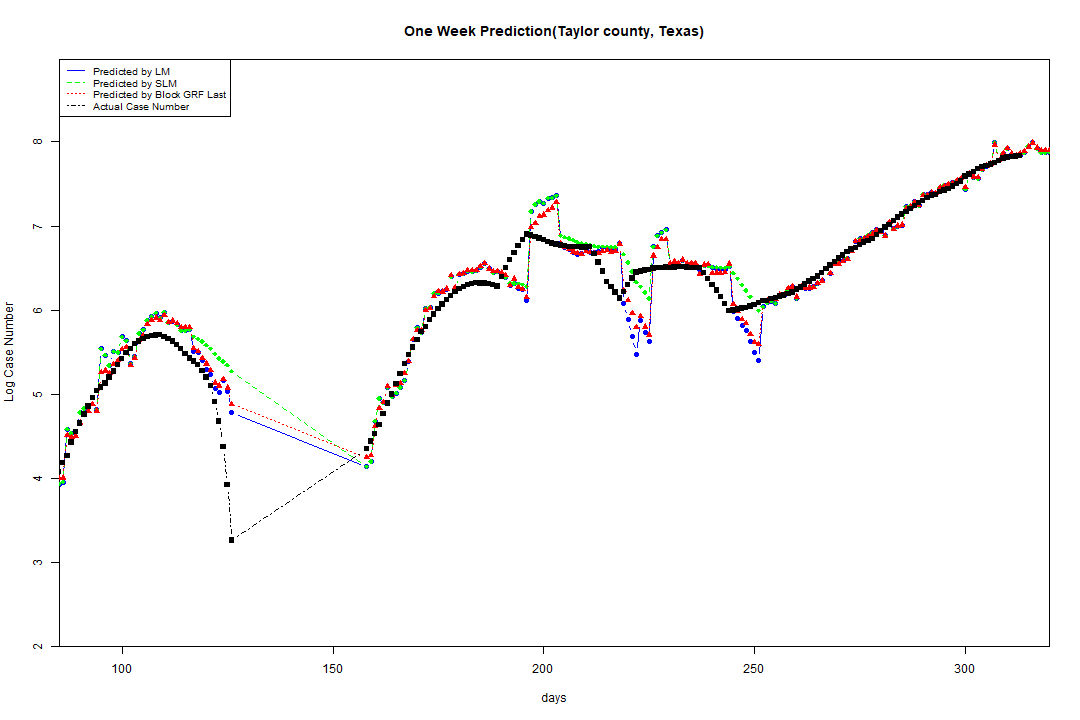 One Week Prediction(Taylor county, Texas)
Predicted by LM
Predicted by SLM
Predicted by Block GRF Last
Actual Case Number
8
7
6
5
4
3
2
Log Case Number
100
150
200
250
300
days